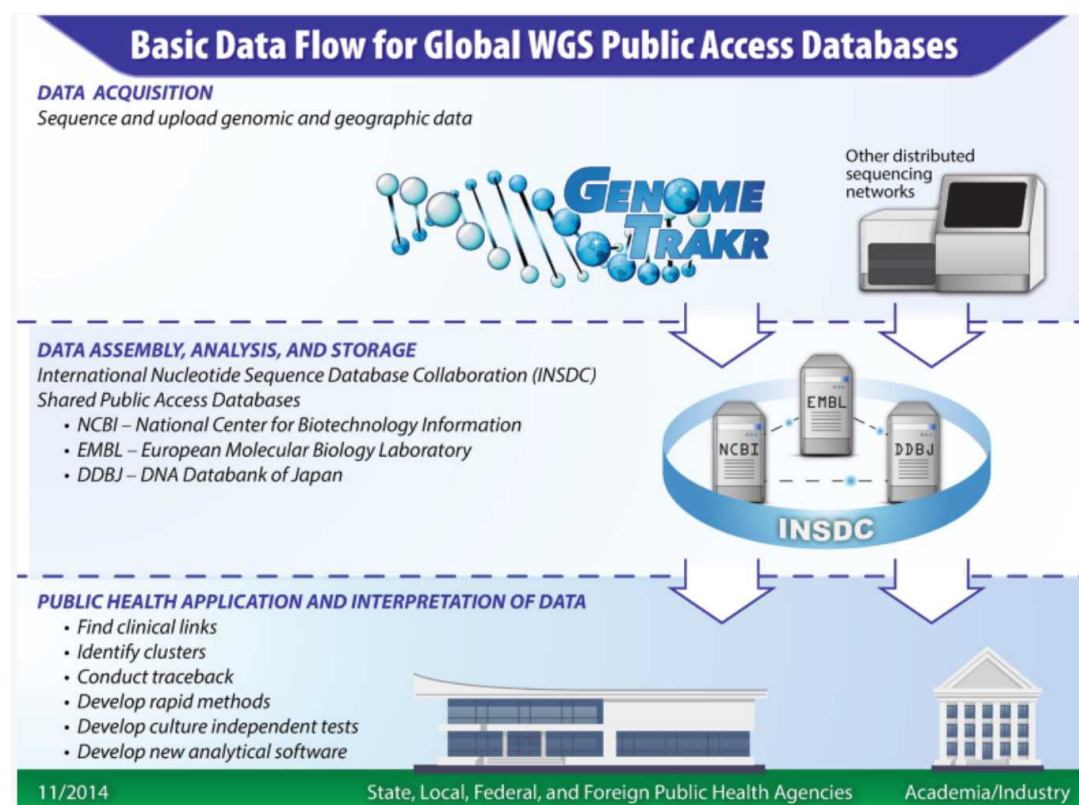 Basic Data Flow for Global WGS Public Access Databases
DATA ACQUISITION
Sequence and upload genomic and geographic data
GENOME
TRAKR
Other distributed
sequencing
networks
DATA ASSEMBLY, ANALYSIS, AND STORAGE
International Nucleotide Sequence Database Collaboration (INSDC)
Shared Public Access Databases
• NCBI – National Center for Biotechnology Information
• EMBL – European Molecular Biology Laboratory
• DDBJ – DNA Databank of Japan
EMBL
NCBI
DDBJ
INSDC
PUBLIC HEALTH APPLICATION AND INTERPRETATION OF DATA
• Find clinical links
• Identify clusters
• Conduct traceback
• Develop rapid methods
• Develop culture independent tests
• Develop new analytical software
11/2014
State, Local, Federal, and Foreign Public Health Agencies
Academia/Industry